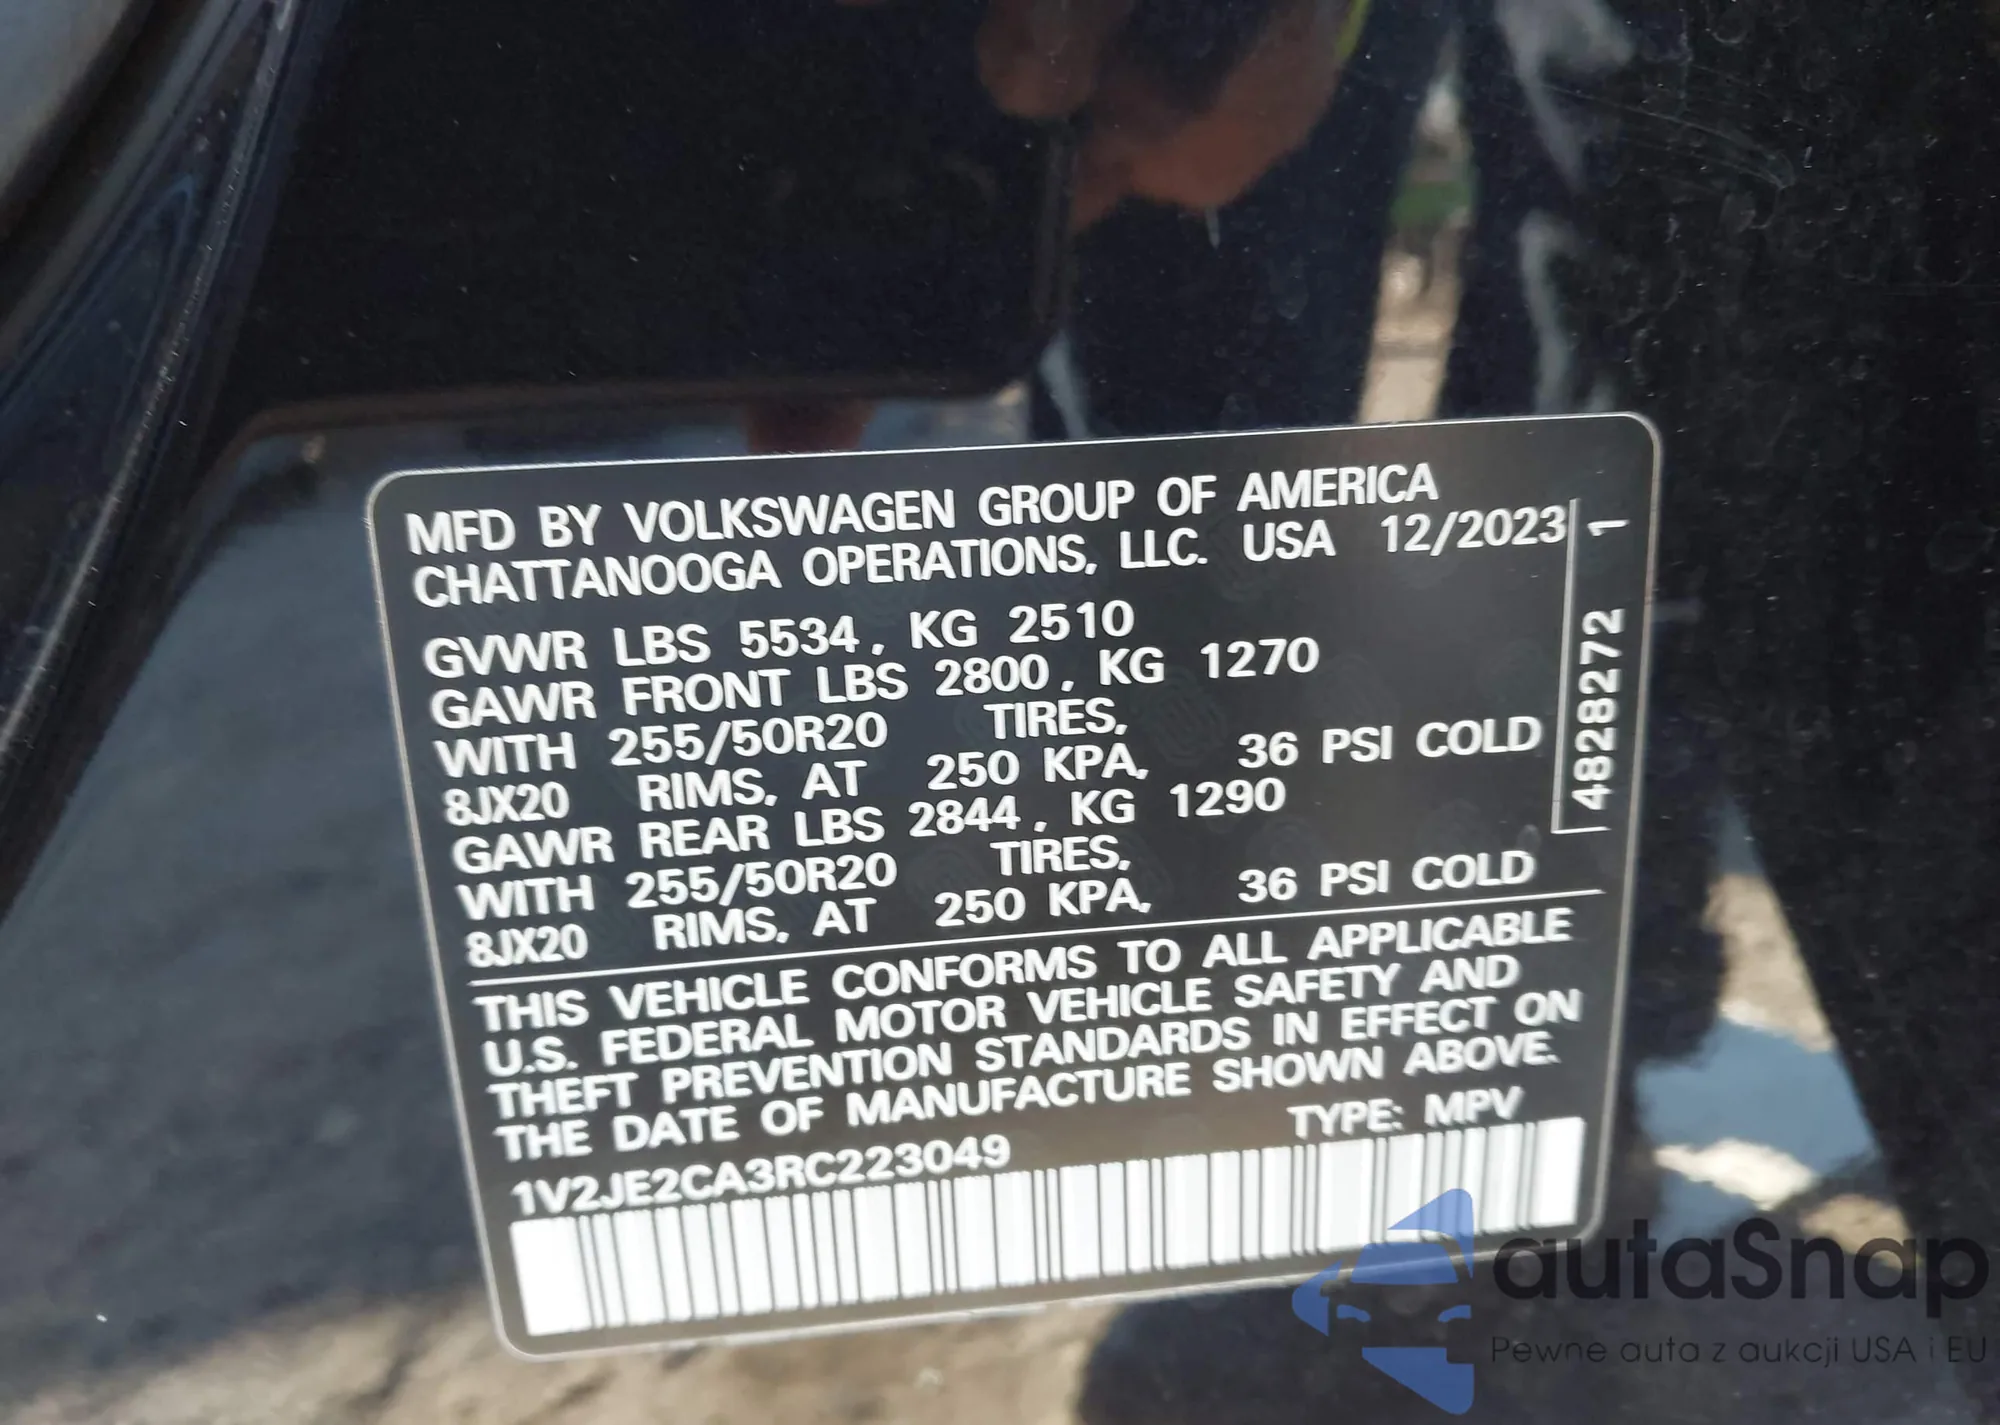 MFD BY VOLKSWAGEN GROUP OF AMERICA
CHATTANOOGA OPERATIONS, LLC. USA 12/2023
GVWR LBS 5534, KG 2510
GAWR FRONT LBS 2800, KG 1270
WITH 255/50R20 TIRES,
8JX20 RIMS, AT 250 KPA, 36 PSI COLD
GAWR REAR LBS 2844, KG 1290
WITH 255/50R20 TIRES,
8JX20 RIMS, AT 250 KPA, 36 PSI COLD
THIS VEHICLE CONFORMS TO ALL APPLICABLE
U.S. FEDERAL MOTOR VEHICLE SAFETY AND
THEFT PREVENTION STANDARDS IN EFFECT ON
THE DATE OF MANUFACTURE SHOWN ABOVE.
TYPE: MPV
1V2JE2CA3RC223049
4828272 1
autaSnap
Pewne auta z aukcji USA i EU